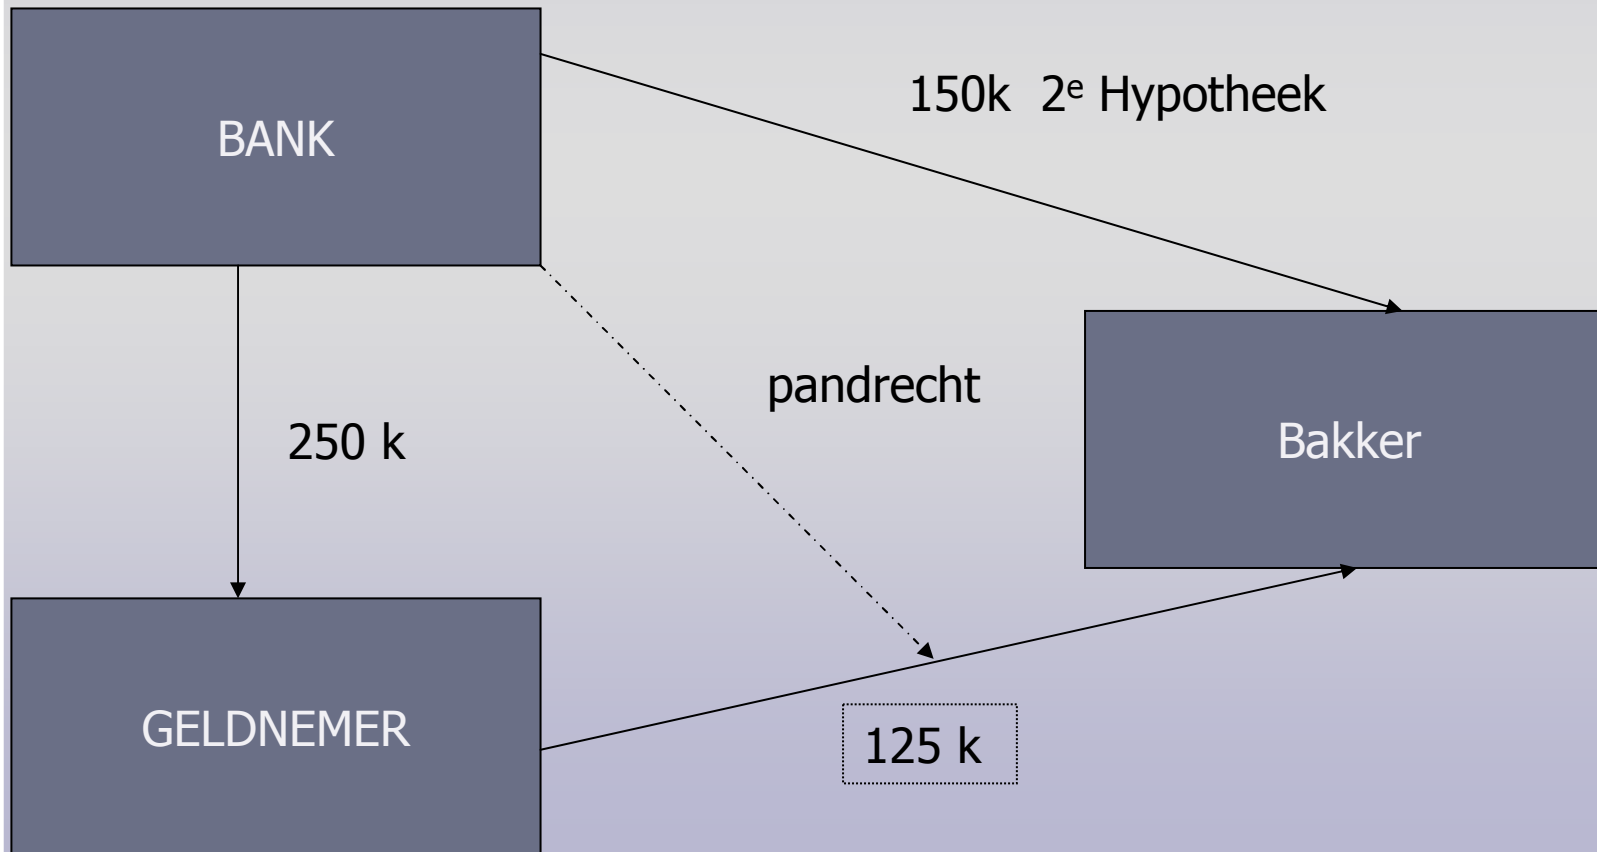 150k 2e Hypotheek
BANK
pandrecht
250 k
Bakker
GELDNEMER
125 k